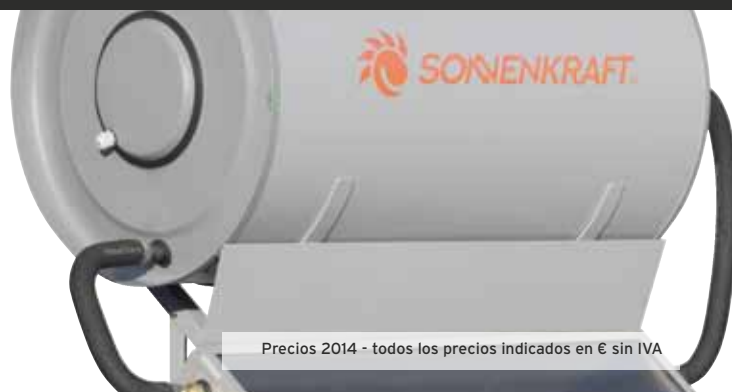 SONNENKRAFT
Precios 2014 - todos los precios indicados en € sin IVA